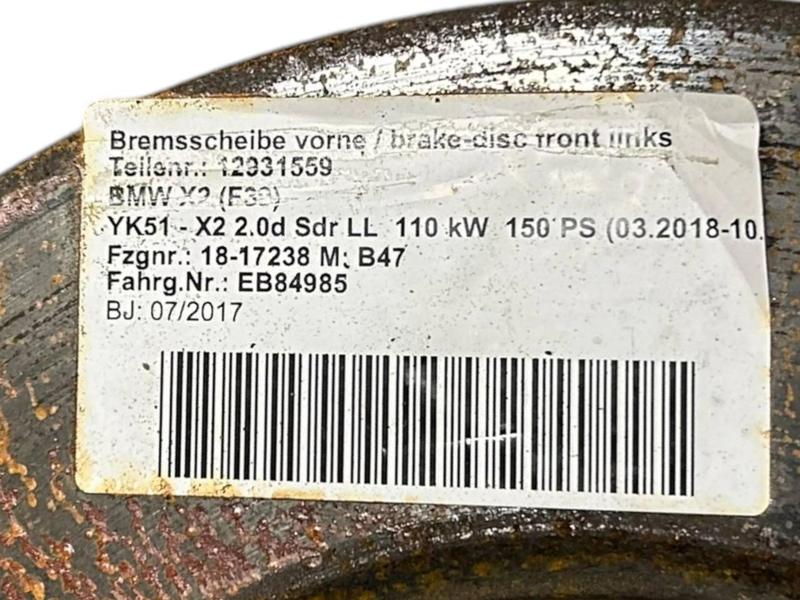 Bremsscheibe vorne / brake-disc front links
Teilenr.: 12931559
BMW X2 (F39)
YK51 - X2 2.0d Sdr LL 110 kW 150 PS (03.2018-10.
Fzgnr.: 18-17238 M: B47
Fahrg.Nr.: EB84985
BJ: 07/2017